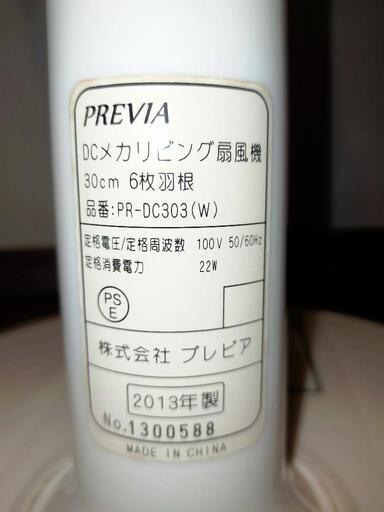 PREVIA
DCメカリビング扇風機
30cm 6枚羽根
品番:PR-DC303(W)
定格電圧/定格周波数 100V 50/60Hz
定格消費電力 22W
PS
E
株式会社 プレビア
2013年製
No.1300588
MADE IN CHINA